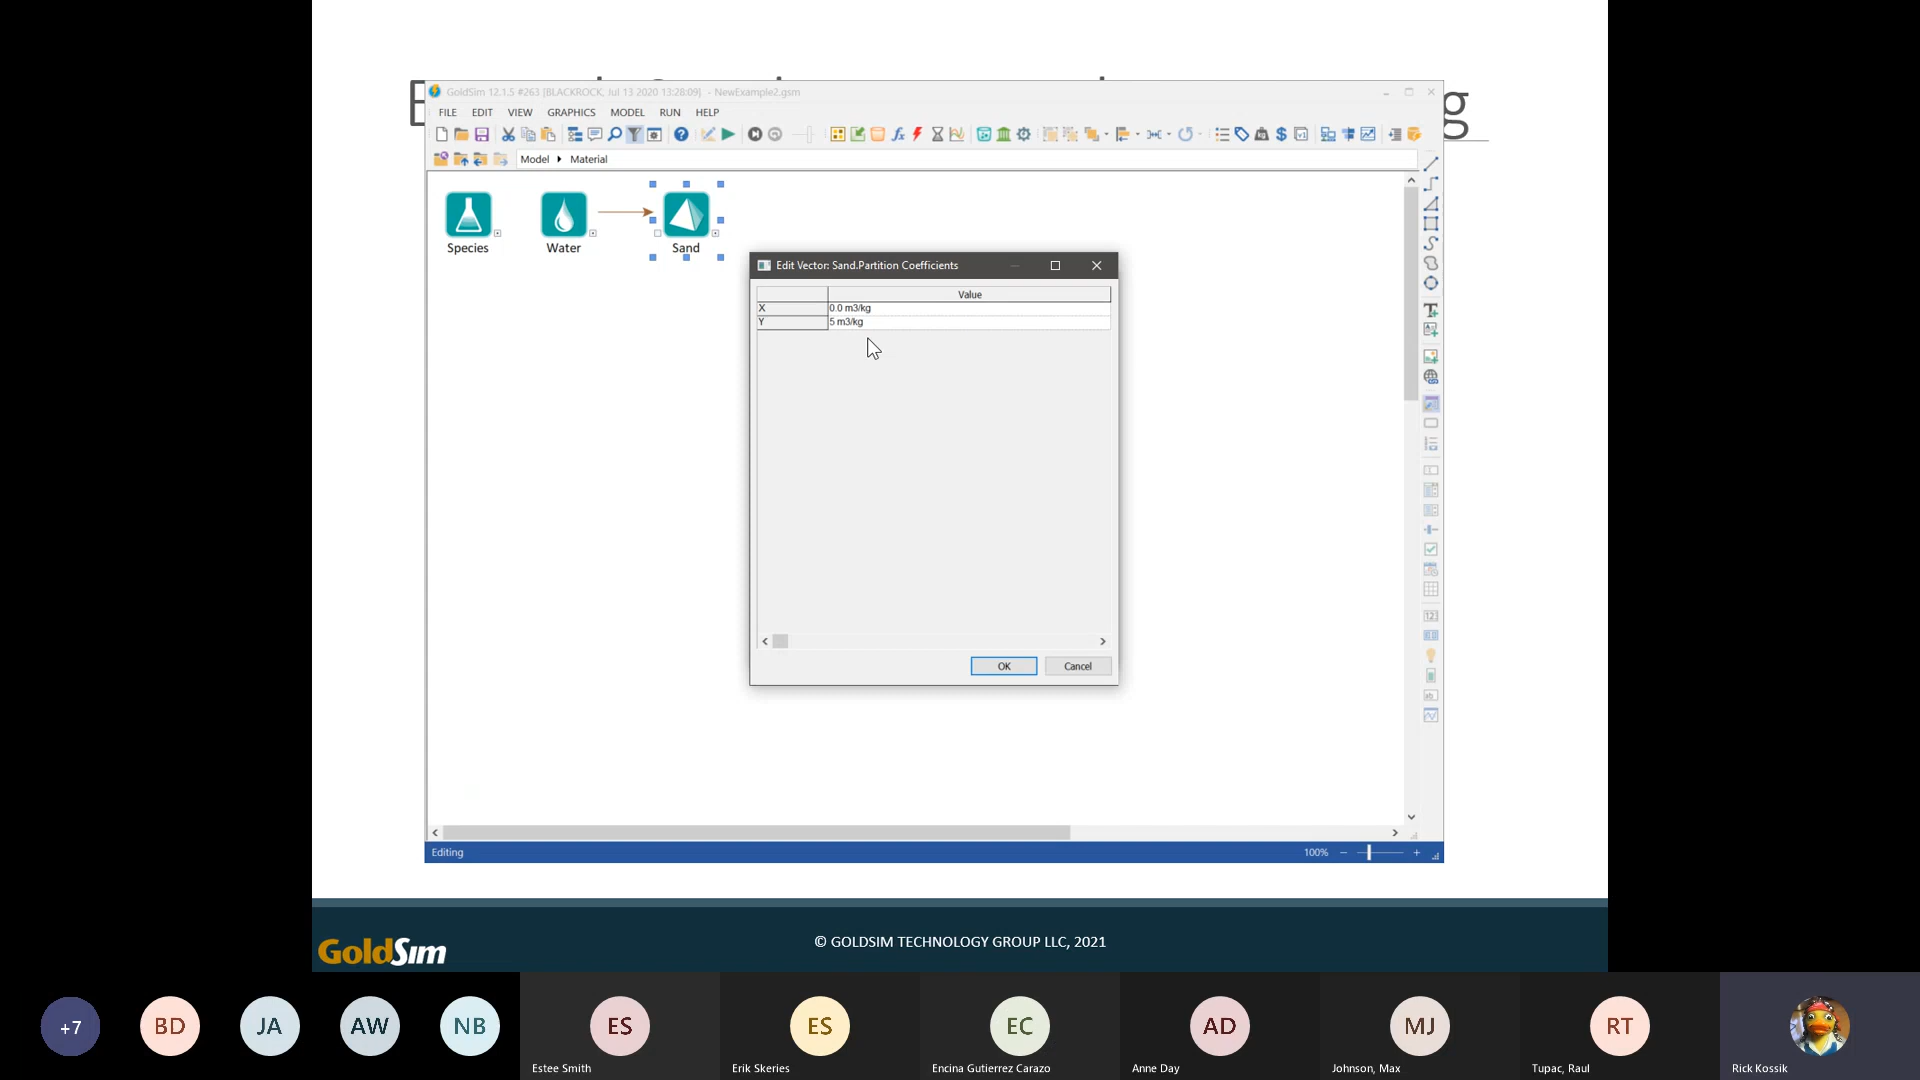 GoldSim 12.1.5 #263 [BLACKROCK, Jul 13 2020 13:28:09] - NewExample2.gsm
FILE EDIT VIEW GRAPHICS MODEL RUN HELP
Model Material
Species Water Sand
Edit Vector: Sand.Partition Coefficients
Value
X 0.0 m3/kg
Y 5 m3/kg
OK Cancel
Editing 100%
© GOLDSIM TECHNOLOGY GROUP LLC, 2021
GoldSim
+7 BD JA AW NB ES ES EC AD MJ RT
Estee Smith Erik Skeries Encina Gutierrez Carazo Anne Day Johnson, Max Tupac, Raul Rick Kossik